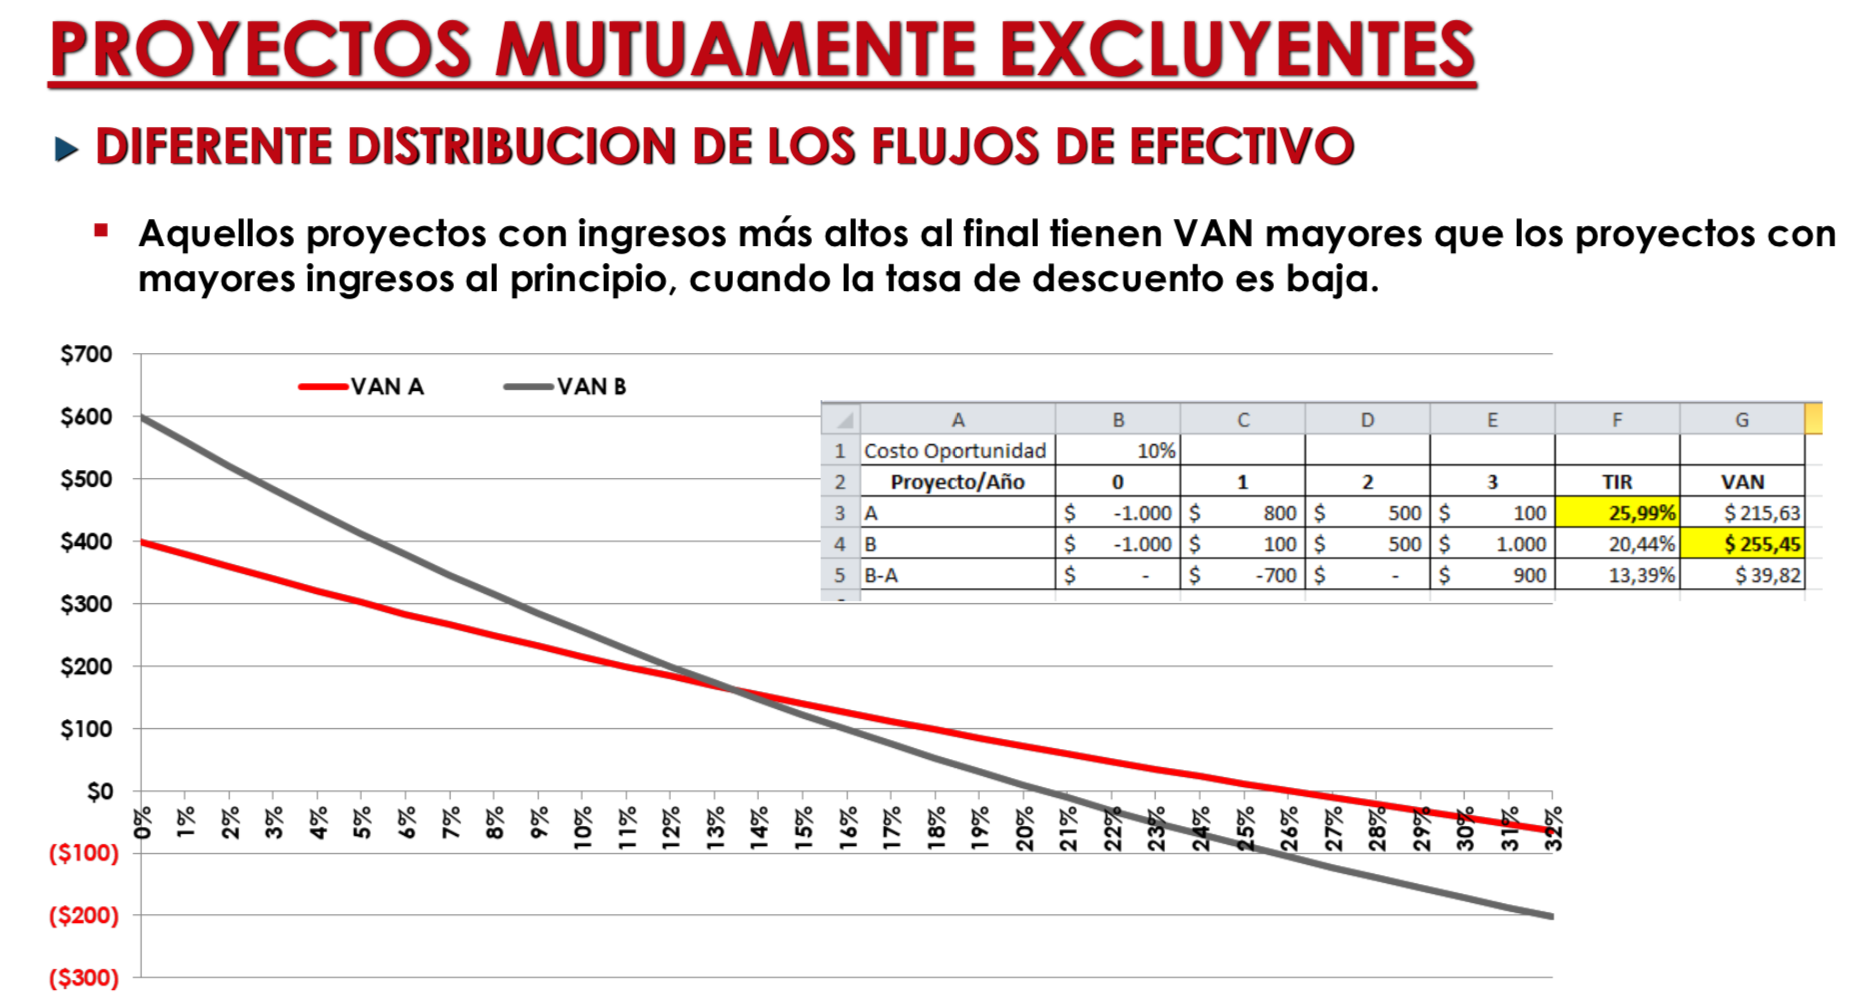 PROYECTOS MUTUAMENTE EXCLUYENTES
DIFERENTE DISTRIBUCION DE LOS FLUJOS DE EFECTIVO
Aquellos proyectos con ingresos más altos al final tienen VAN mayores que los proyectos con
mayores ingresos al principio, cuando la tasa de descuento es baja.
$700
$600
$500
$400
$300
$200
$100
$0
($100)
($200)
($300)
VAN A VAN B
A B C D E F G
1 Costo Oportunidad 10%
2 Proyecto/Año 0 1 2 3 TIR VAN
3 A $ -1.000 $ 800 $ 500 $ 100 25,99% $ 215,63
4 B $ -1.000 $ 100 $ 500 $ 1.000 20,44% $ 255,45
5 B-A $ - $ -700 $ - $ 900 13,39% $ 39,82
0% 1% 2% 3% 4% 5% 6% 7% 8% 9% 10% 11% 12% 13% 14% 15% 16% 17% 18% 19% 20% 21% 22% 23% 24% 25% 26% 27% 28% 29% 30% 31% 32%